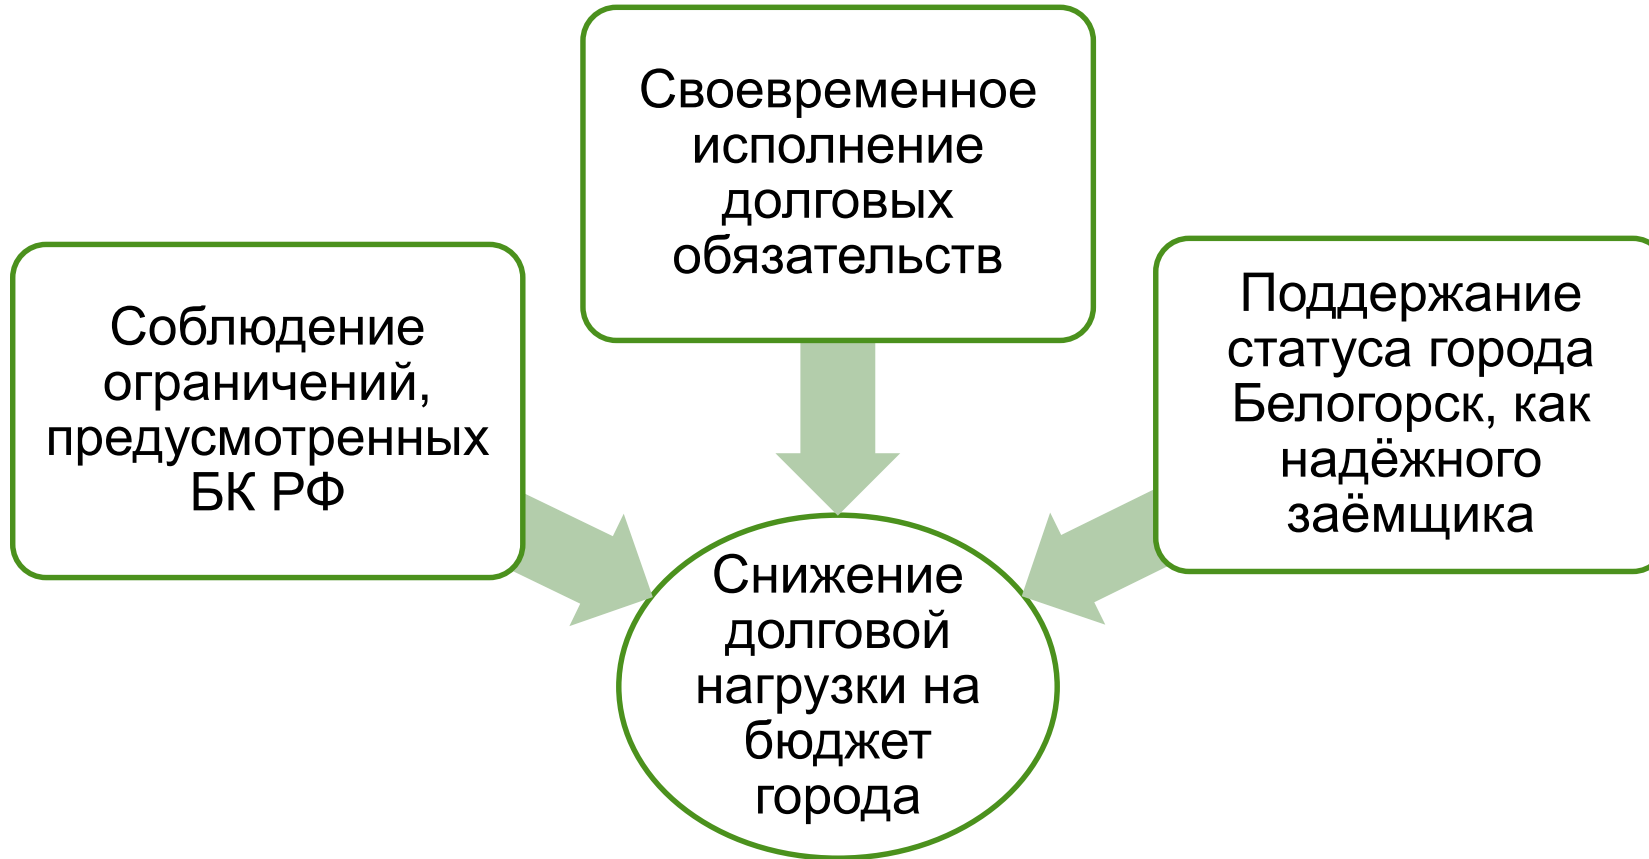 Своевременное
исполнение
долговых
обязательств
Соблюдение
ограничений,
предусмотренных
БК РФ
Поддержание
статуса города
Белогорск, как
надёжного
заёмщика
Снижение
долговой
нагрузки на
бюджет
города